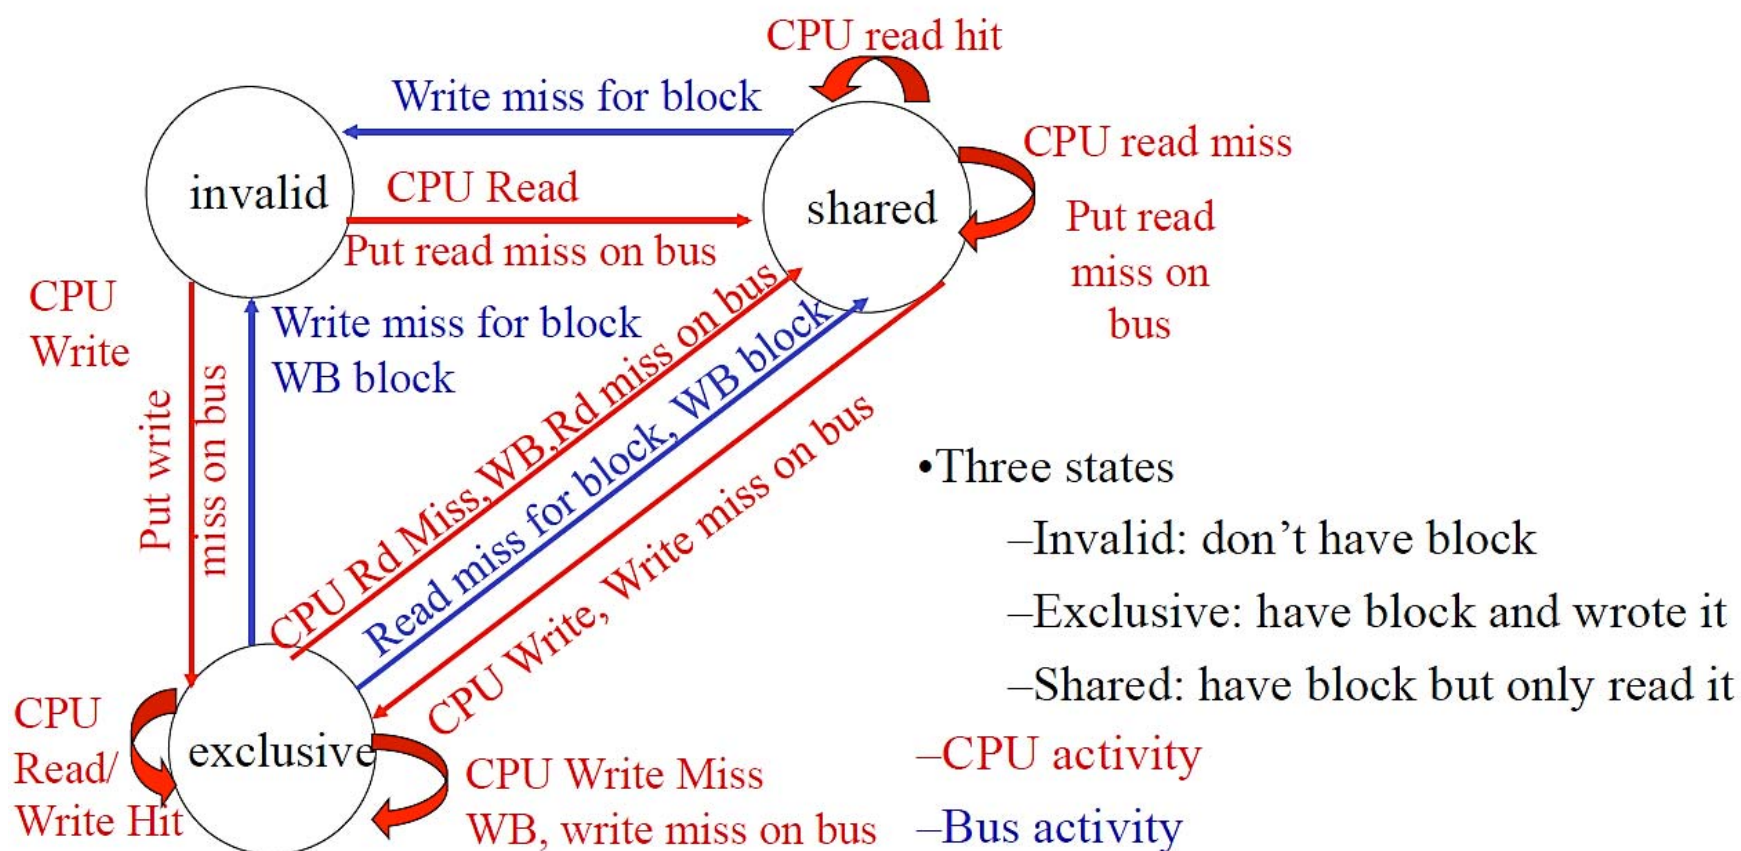 CPU read hit
Write miss for block
CPU read miss
invalid
CPU Read
shared
Put read miss on bus
Put read
miss on
bus
CPU
Write
Write miss for block
WB block
Put write
miss on bus
CPU Rd Miss,WB,Rd miss on bus
Read miss for block, WB block
CPU Write, Write miss on bus
•Three states
–Invalid: don’t have block
–Exclusive: have block and wrote it
–Shared: have block but only read it
CPU
Read/
Write Hit
exclusive
CPU Write Miss
WB, write miss on bus
–CPU activity
–Bus activity